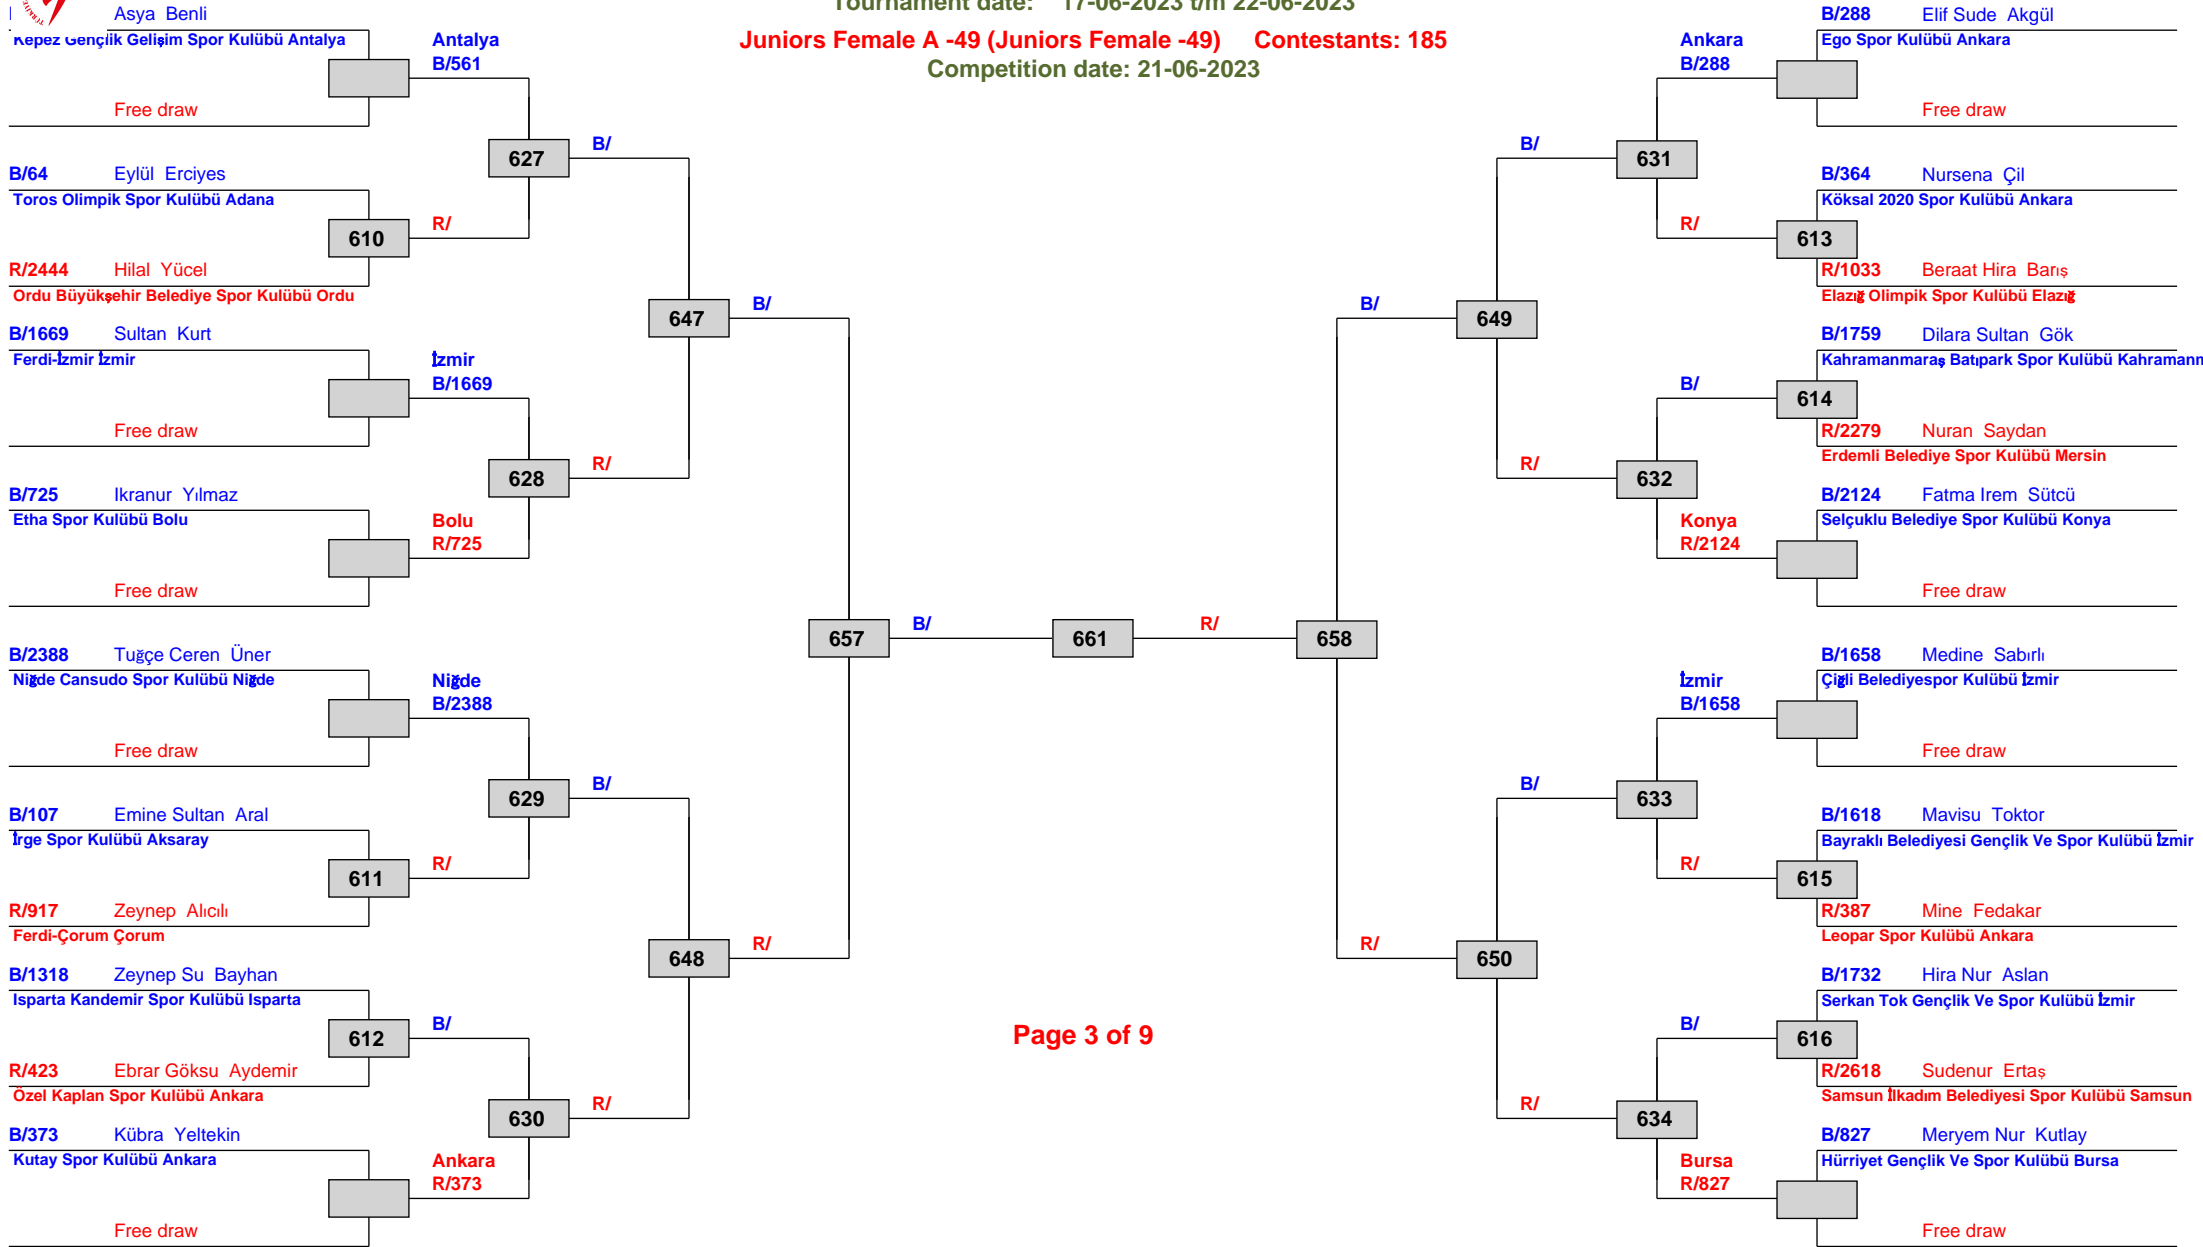 Tournament date: 17-06-2023 t/m 22-06-2023
Juniors Female A -49 (Juniors Female -49) Contestants: 185
Competition date: 21-06-2023
Asya Benli
Kepez Gençlik Gelişim Spor Kulübü Antalya
Free draw
Antalya
B/561
B/64 Eylül Erciyes
Toros Olimpik Spor Kulübü Adana
610
R/2444 Hilal Yücel
Ordu Büyükşehir Belediye Spor Kulübü Ordu
R/
627
B/
B/1669 Sultan Kurt
Ferdi-İzmir İzmir
Free draw
İzmir
B/1669
B/725 Ikranur Yılmaz
Etha Spor Kulübü Bolu
Free draw
Bolu
R/725
628
R/
647
B/
B/2388 Tuğçe Ceren Üner
Niğde Cansudo Spor Kulübü Niğde
Free draw
Niğde
B/2388
B/107 Emine Sultan Aral
İrge Spor Kulübü Aksaray
611
R/917 Zeynep Alıcılı
Ferdi-Çorum Çorum
R/
629
B/
B/1318 Zeynep Su Bayhan
Isparta Kandemir Spor Kulübü Isparta
612
R/423 Ebrar Göksu Aydemir
Özel Kaplan Spor Kulübü Ankara
B/
B/373 Kübra Yeltekin
Kutay Spor Kulübü Ankara
Free draw
Ankara
R/373
630
R/
648
R/
657
B/
661
R/
658
B/
649
B/
631
Ankara
B/288
B/288 Elif Sude Akgül
Ego Spor Kulübü Ankara
Free draw
R/
613
B/364 Nursena Çil
Köksal 2020 Spor Kulübü Ankara
R/1033 Beraat Hira Barış
Elazığ Olimpik Spor Kulübü Elazığ
R/
632
B/
614
B/1759 Dilara Sultan Gök
Kahramanmaraş Batıpark Spor Kulübü Kahramanm
R/2279 Nuran Saydan
Erdemli Belediye Spor Kulübü Mersin
Konya
R/2124
B/2124 Fatma Irem Sütcü
Selçuklu Belediye Spor Kulübü Konya
Free draw
R/
650
B/
633
İzmir
B/1658
B/1658 Medine Sabırlı
Çiğli Belediyespor Kulübü İzmir
Free draw
R/
615
B/1618 Mavisu Toktor
Bayraklı Belediyesi Gençlik Ve Spor Kulübü İzmir
R/387 Mine Fedakar
Leopar Spor Kulübü Ankara
R/
634
B/
616
B/1732 Hira Nur Aslan
Serkan Tok Gençlik Ve Spor Kulübü İzmir
R/2618 Sudenur Ertaş
Samsun İlkadım Belediyesi Spor Kulübü Samsun
Bursa
R/827
B/827 Meryem Nur Kutlay
Hürriyet Gençlik Ve Spor Kulübü Bursa
Free draw
Page 3 of 9